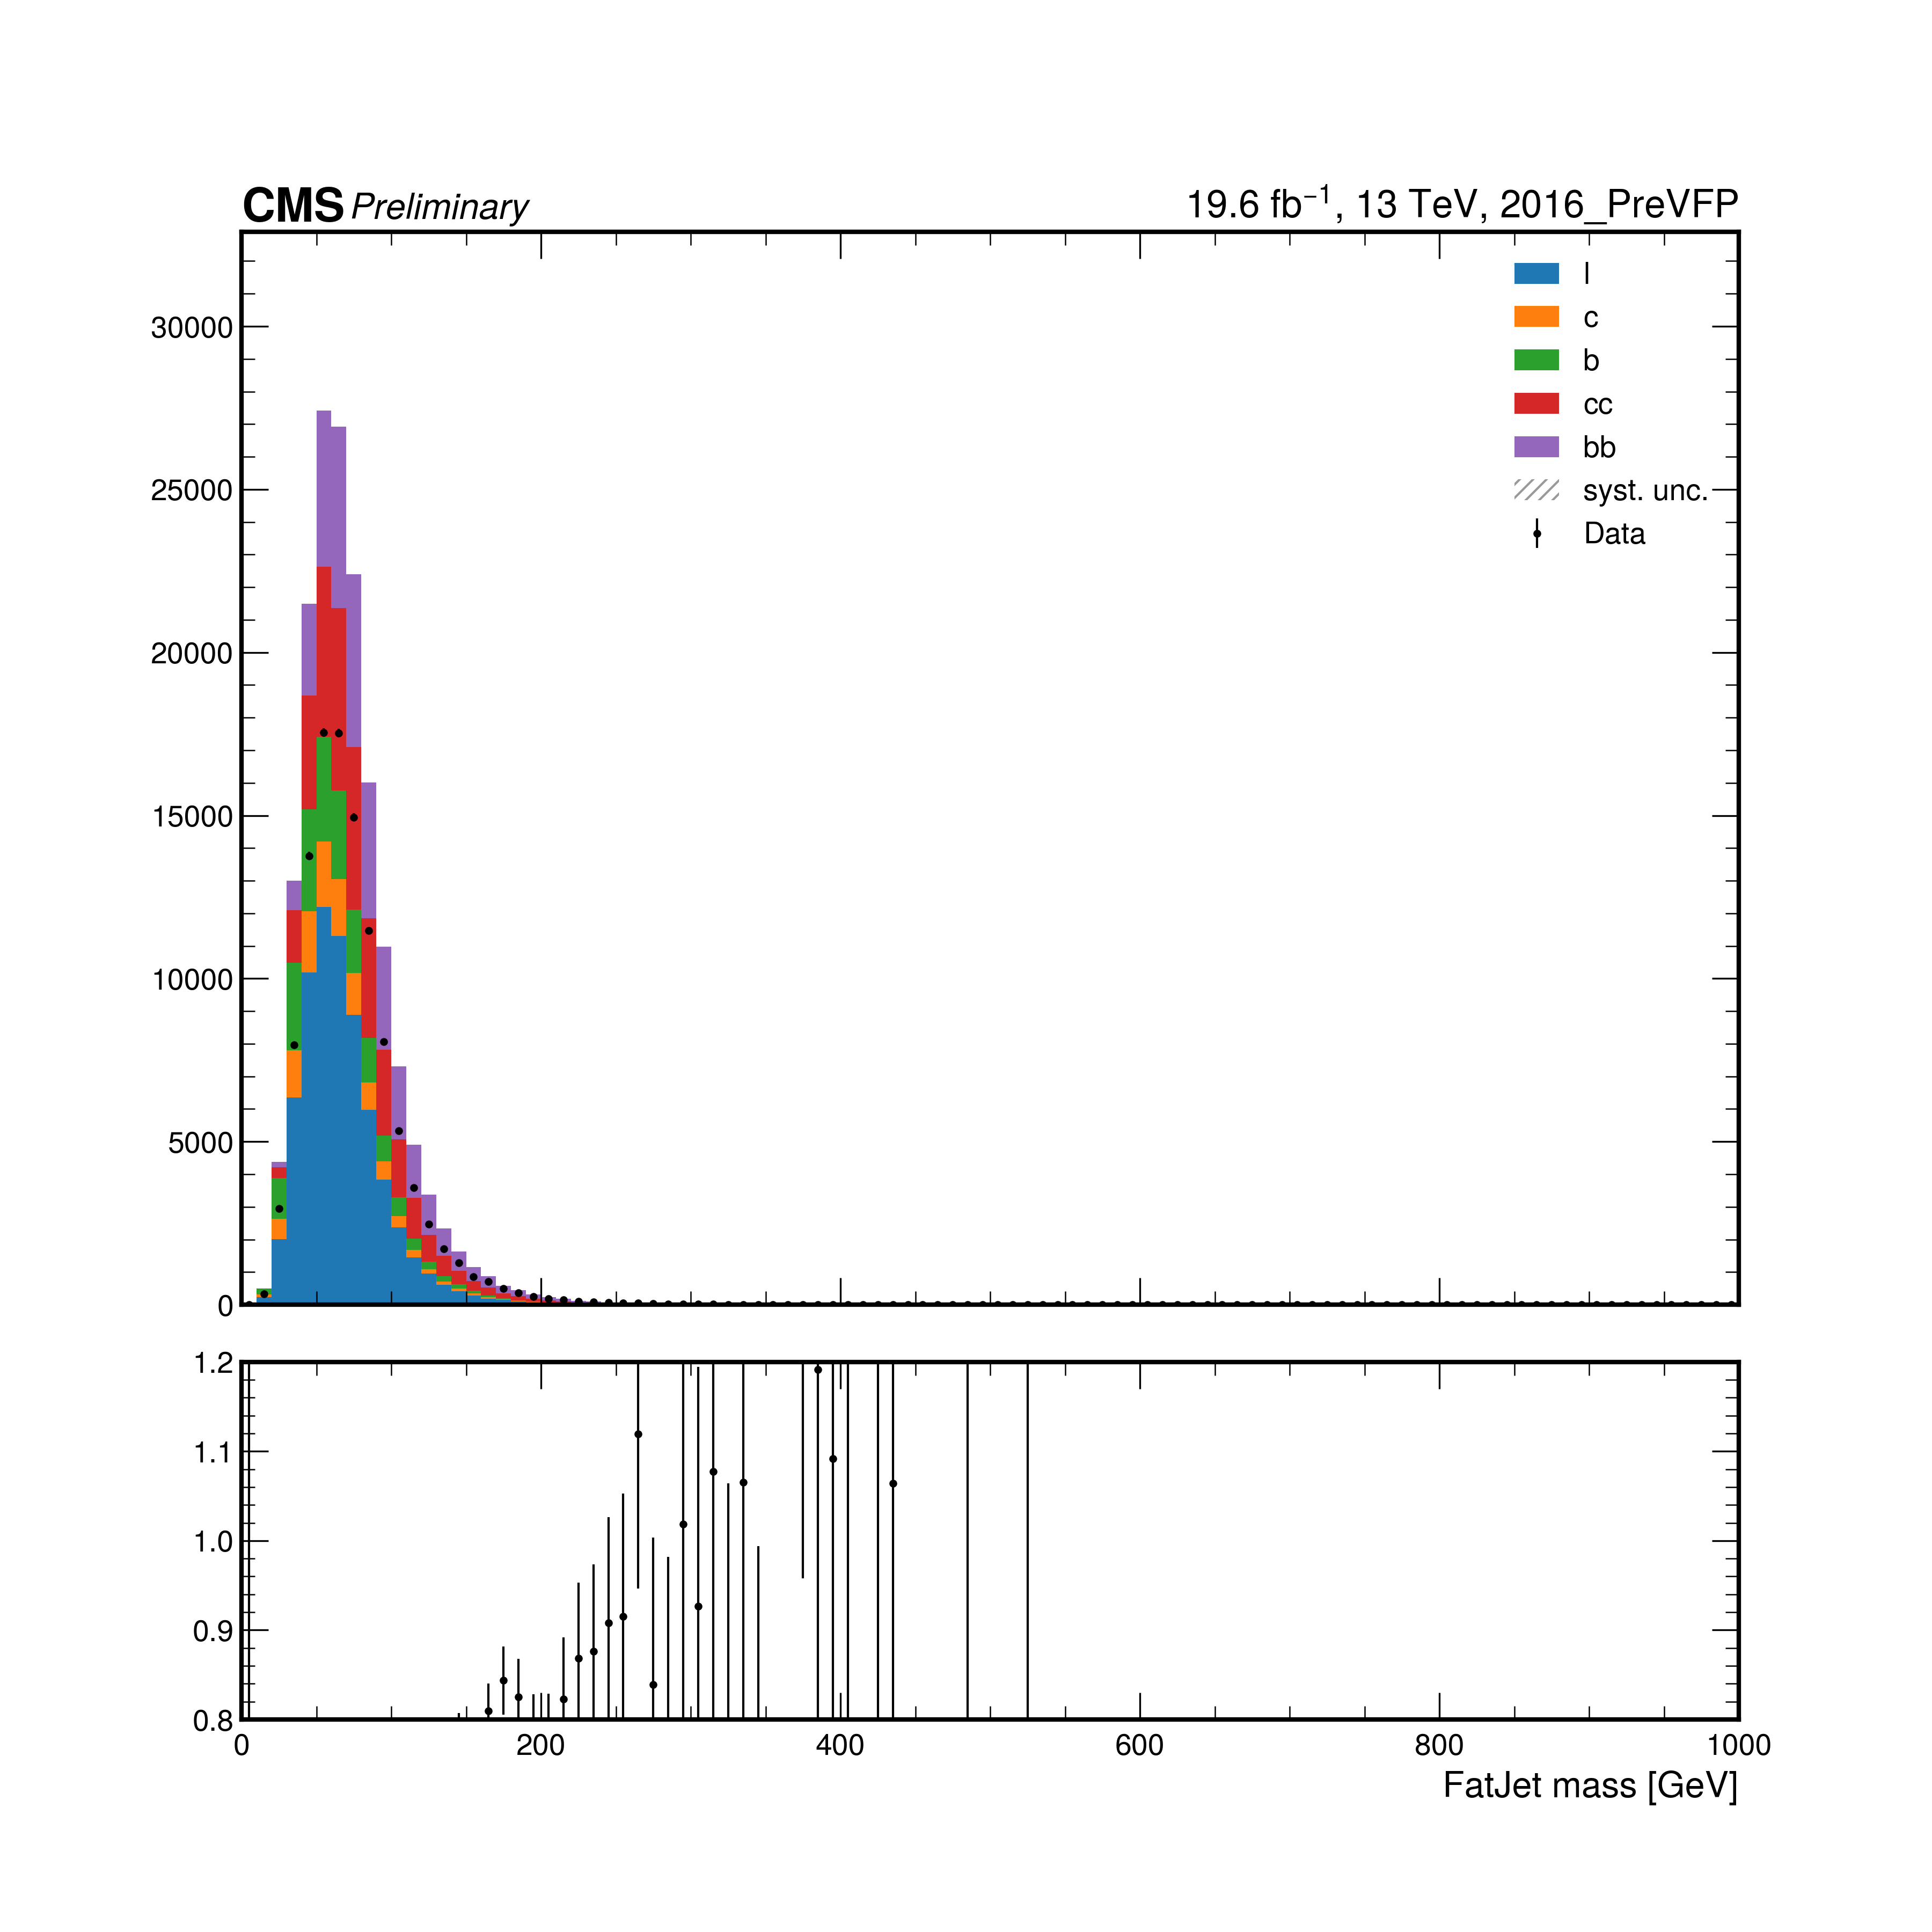 CMS Preliminary 19.6 fb⁻¹, 13 TeV, 2016_PreVFP
l
c
b
cc
bb
syst. unc.
Data
30000
25000
20000
15000
10000
5000
0
1.2
1.1
1.0
0.9
0.8
0 200 400 600 800 1000
FatJet mass [GeV]